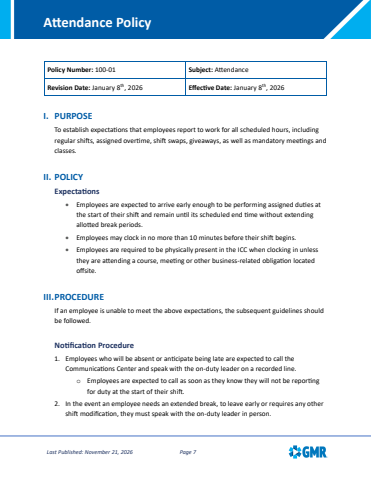 Attendance Policy
Policy Number: 100-01
Subject: Attendance
Revision Date: January 8th, 2026
Effective Date: January 8th, 2026
I. PURPOSE
To establish expectations that employees report to work for all scheduled hours, including
regular shifts, assigned overtime, shift swaps, giveaways, as well as mandatory meetings and
classes.
II. POLICY
Expectations
• Employees are expected to arrive early enough to be performing assigned duties at
the start of their shift and remain until its scheduled end time without extending
allotted break periods.
• Employees may clock in no more than 10 minutes before their shift begins.
• Employees are required to be physically present in the ICC when clocking in unless
they are attending a course, meeting or other business-related obligation located
offsite.
III. PROCEDURE
If an employee is unable to meet the above expectations, the subsequent guidelines should
be followed.
Notification Procedure
1. Employees who will be absent or anticipate being late are expected to call the
Communications Center and speak with the on-duty leader on a recorded line.
o Employees are expected to call as soon as they know they will not be reporting
for duty at the start of their shift.
2. In the event an employee needs an extended break, to leave early or requires any other
shift modification, they must speak with the on-duty leader in person.
Last Published: November 21, 2026
Page 7
GMR